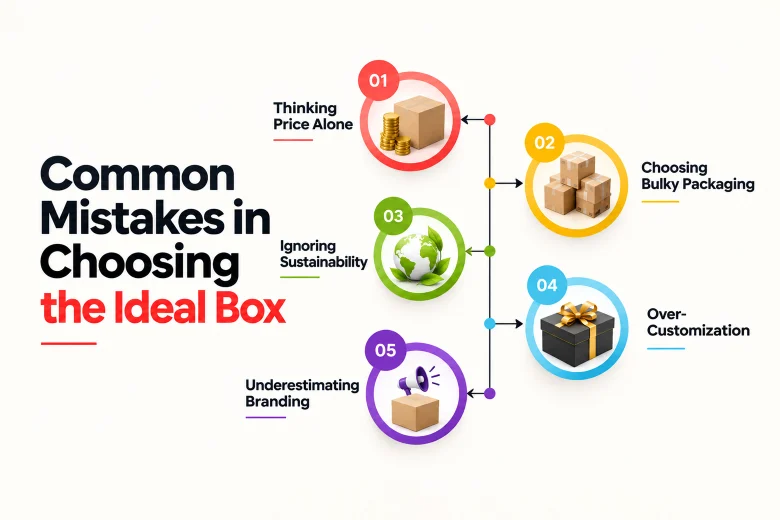 Common
Mistakes in
Choosing
the Ideal Box
01
Thinking
Price Alone
02
Choosing
Bulky Packaging
03
Ignoring
Sustainability
04
Over-
Customization
05
Underestimating
Branding